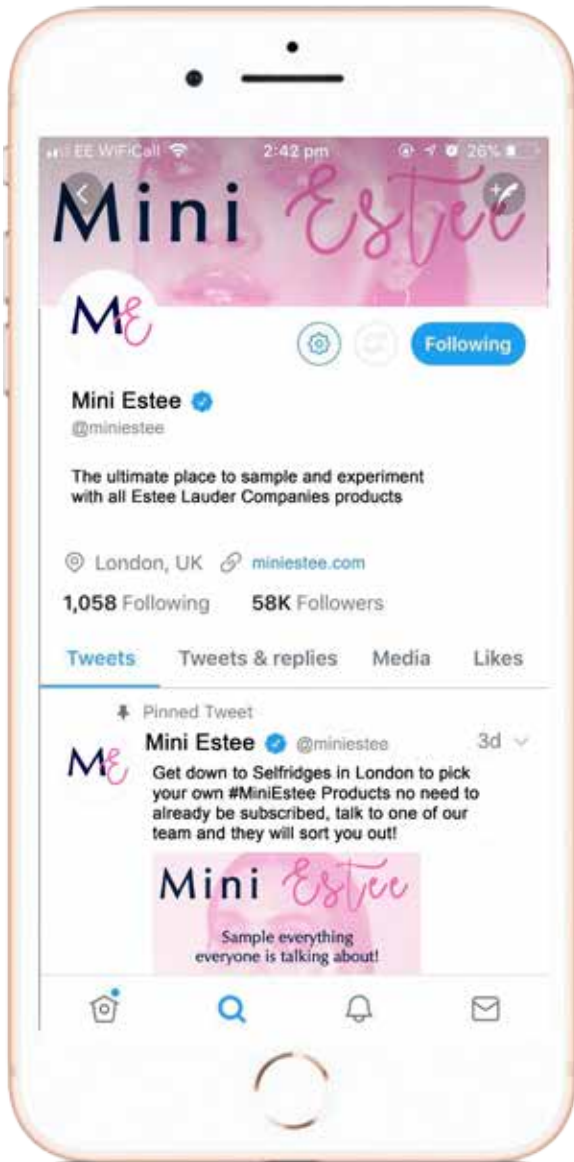 EE WiFiCall 2:42 pm 26%
Mini Estee
ME
Following
Mini Estee
@miniestee
The ultimate place to sample and experiment
with all Estee Lauder Companies products
London, UK miniestee.com
1,058 Following 58K Followers
Tweets Tweets & replies Media Likes
Pinned Tweet
ME
Mini Estee @miniestee 3d
Get down to Selfridges in London to pick
your own #MiniEstee Products no need to
already be subscribed, talk to one of our
team and they will sort you out!
Mini Estee
Sample everything
everyone is talking about!